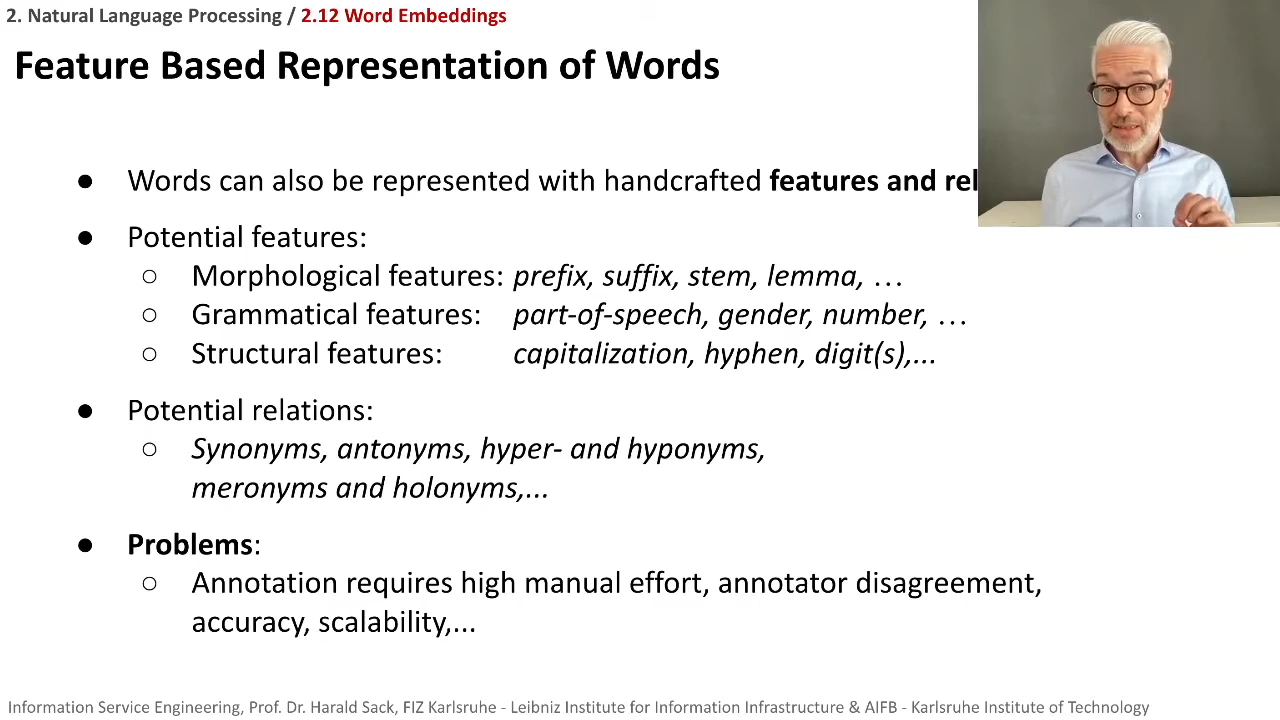 2. Natural Language Processing / 2.12 Word Embeddings
Feature Based Representation of Words
● Words can also be represented with handcrafted features and
● Potential features:
○ Morphological features: prefix, suffix, stem, lemma, …
○ Grammatical features: part-of-speech, gender, number, …
○ Structural features: capitalization, hyphen, digit(s),...
● Potential relations:
○ Synonyms, antonyms, hyper- and hyponyms,
meronyms and holonyms,...
● Problems:
○ Annotation requires high manual effort, annotator disagreement,
accuracy, scalability,...
Information Service Engineering, Prof. Dr. Harald Sack, FIZ Karlsruhe - Leibniz Institute for Information Infrastructure & AIFB - Karlsruhe Institute of Technology